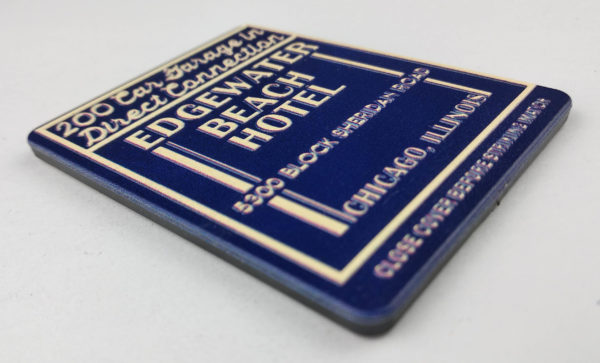 200 Car Garage in
Direct Connection
EDGEWATER
BEACH
HOTEL
5300 BLOCK SHERIDAN ROAD
CHICAGO, ILLINOIS
CLOSE COVER BEFORE STRIKING MATCH